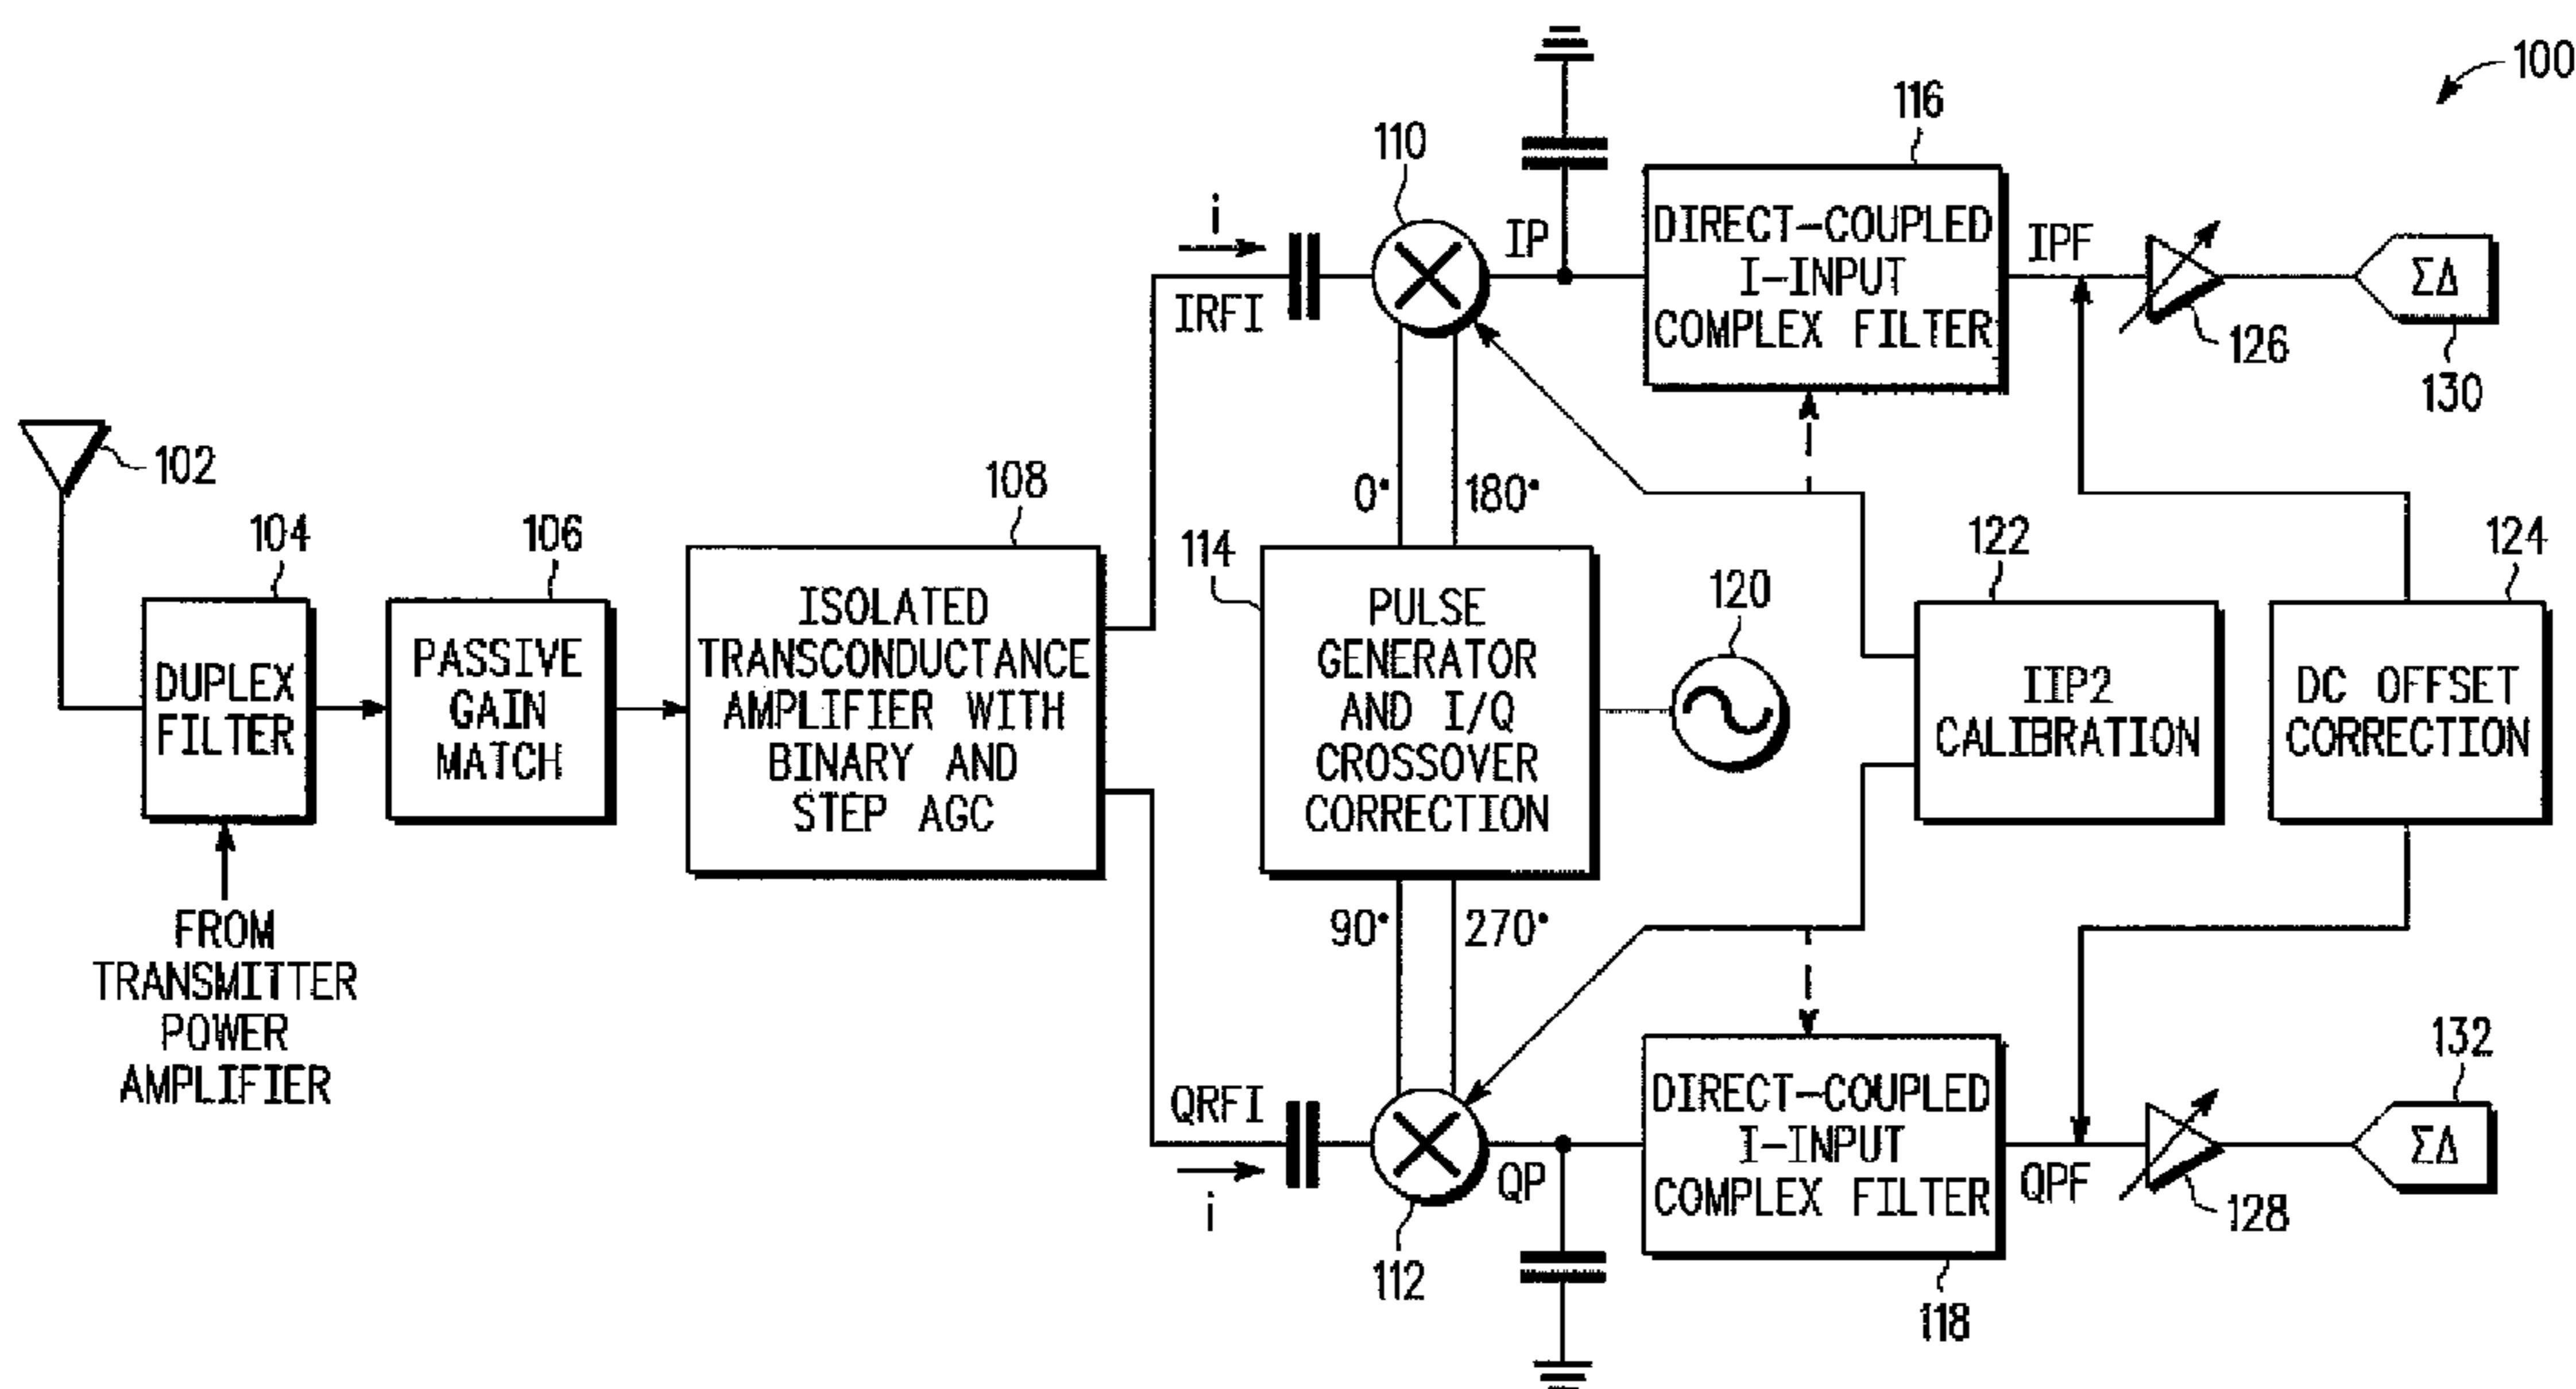 100
116
110
i
IP
DIRECT-COUPLED
I-INPUT
COMPLEX FILTER
IPF
ΣΔ
IRFI
126
130
102
0°
180°
108
104
106
114
122
124
120
ISOLATED
TRANSCONDUCTANCE
AMPLIFIER WITH
BINARY AND
STEP AGC
PULSE
GENERATOR
AND I/Q
CROSSOVER
CORRECTION
DUPLEX
FILTER
PASSIVE
GAIN
MATCH
IIP2
CALIBRATION
DC OFFSET
CORRECTION
90°
270°
FROM
TRANSMITTER
POWER
AMPLIFIER
132
QRFI
i
QP
DIRECT-COUPLED
I-INPUT
COMPLEX FILTER
QPF
ΣΔ
128
112
118